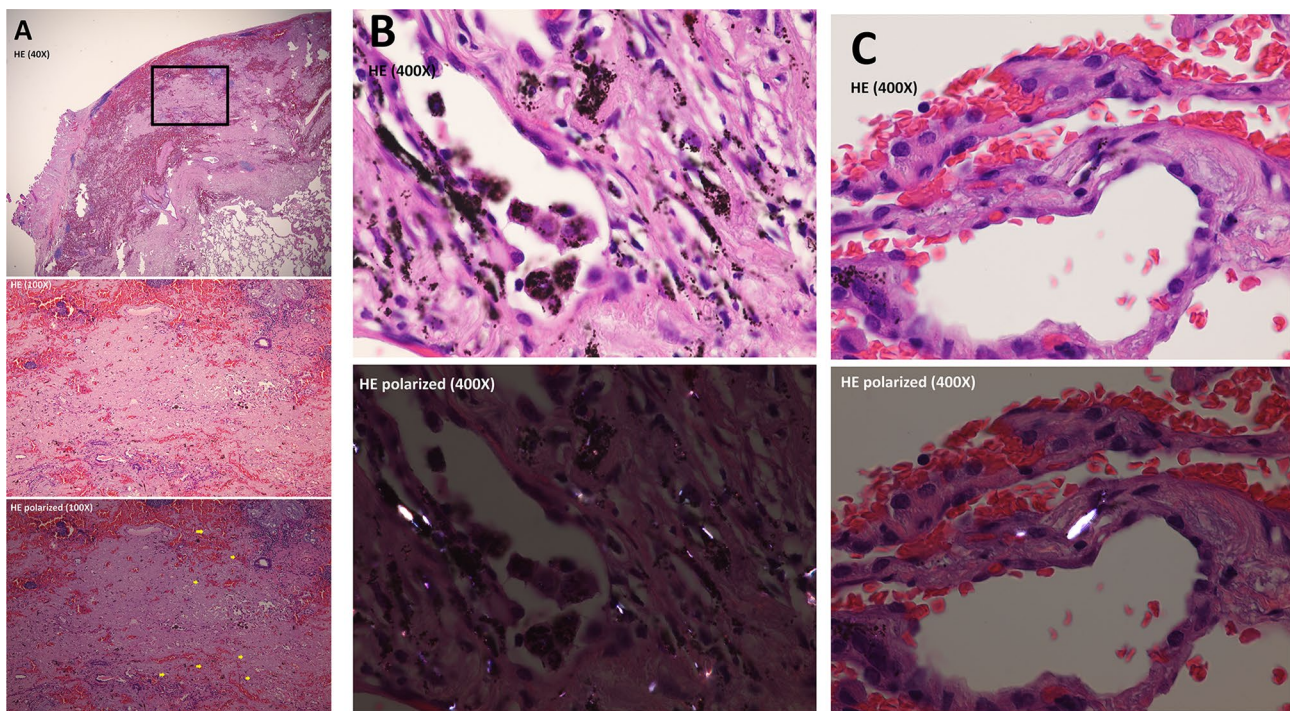 A
HE (40X)
HE (100X)
HE polarized (100X)
B
HE (400X)
HE polarized (400X)
C
HE (400X)
HE polarized (400X)